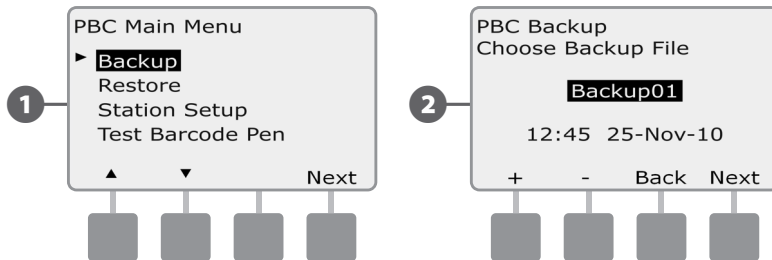 1
PBC Main Menu
► Backup
Restore
Station Setup
Test Barcode Pen
▲ ▼ Next
2
PBC Backup
Choose Backup File
Backup01
12:45 25-Nov-10
+ - Back Next